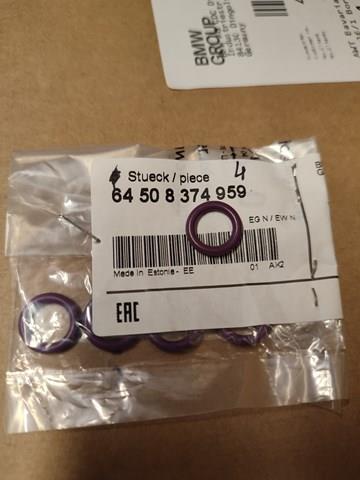 BMW
GROUP
Germany
Stueck / piece 4
64 50 8 374 959
EG N / EW N
Made in Estonia - EE 01 AK2
EAC